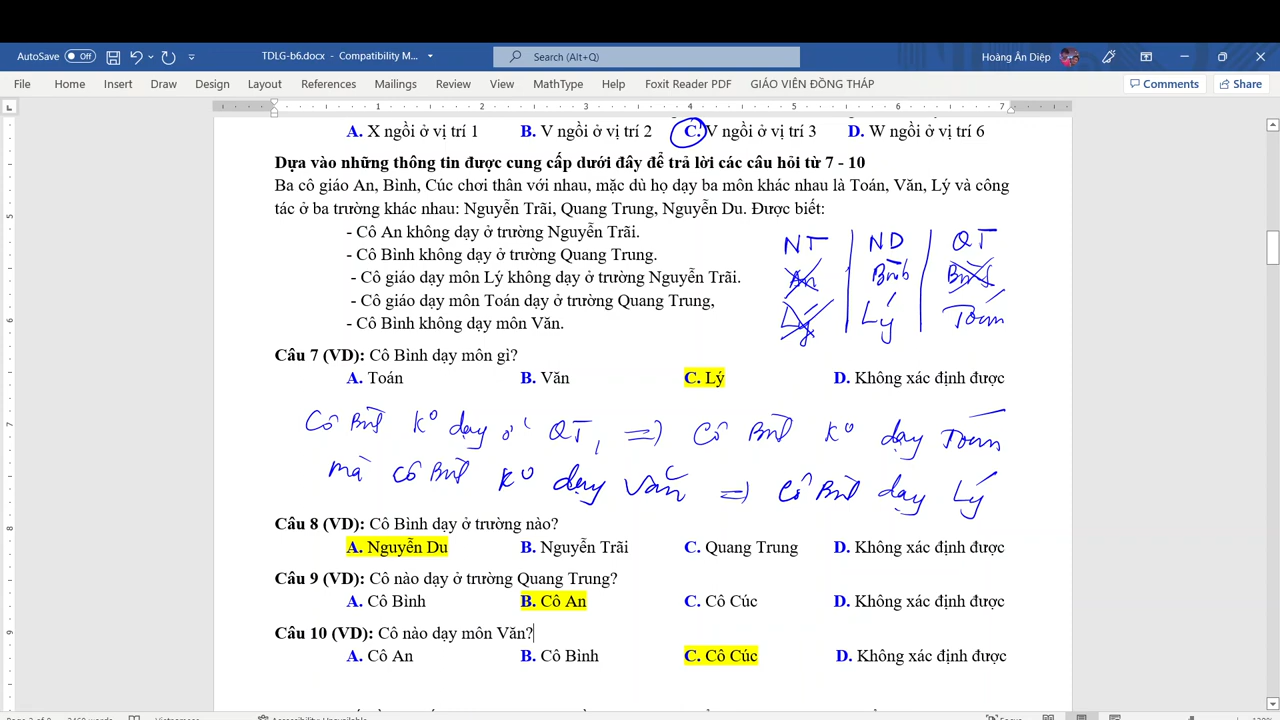 AutoSave Off TDLG-b6.docx - Compatibility M... Search (Alt+Q) Hoàng Ân Diệp
File Home Insert Draw Design Layout References Mailings Review View MathType Help Foxit Reader PDF GIÁO VIÊN ĐỒNG THÁP Comments Share
1 2 3 4 5 6 7
A. X ngồi ở vị trí 1 B. V ngồi ở vị trí 2 C. V ngồi ở vị trí 3 D. W ngồi ở vị trí 6
Dựa vào những thông tin được cung cấp dưới đây để trả lời các câu hỏi từ 7 - 10
Ba cô giáo An, Bình, Cúc chơi thân với nhau, mặc dù họ dạy ba môn khác nhau là Toán, Văn, Lý và công
tác ở ba trường khác nhau: Nguyễn Trãi, Quang Trung, Nguyễn Du. Được biết:
- Cô An không dạy ở trường Nguyễn Trãi.
NT ND QT
- Cô Bình không dạy ở trường Quang Trung.
An Bình Bình
- Cô giáo dạy môn Lý không dạy ở trường Nguyễn Trãi.
- Cô giáo dạy môn Toán dạy ở trường Quang Trung,
Lý Lý Toán
- Cô Bình không dạy môn Văn.
Câu 7 (VD): Cô Bình dạy môn gì?
A. Toán B. Văn C. Lý D. Không xác định được
Cô Bình K° dạy ở QT, => Cô Bình K° dạy Toán
mà Cô Bình K° dạy Văn => Cô Bình dạy Lý
Câu 8 (VD): Cô Bình dạy ở trường nào?
A. Nguyễn Du B. Nguyễn Trãi C. Quang Trung D. Không xác định được
Câu 9 (VD): Cô nào dạy ở trường Quang Trung?
A. Cô Bình B. Cô An C. Cô Cúc D. Không xác định được
Câu 10 (VD): Cô nào dạy môn Văn?
A. Cô An B. Cô Bình C. Cô Cúc D. Không xác định được